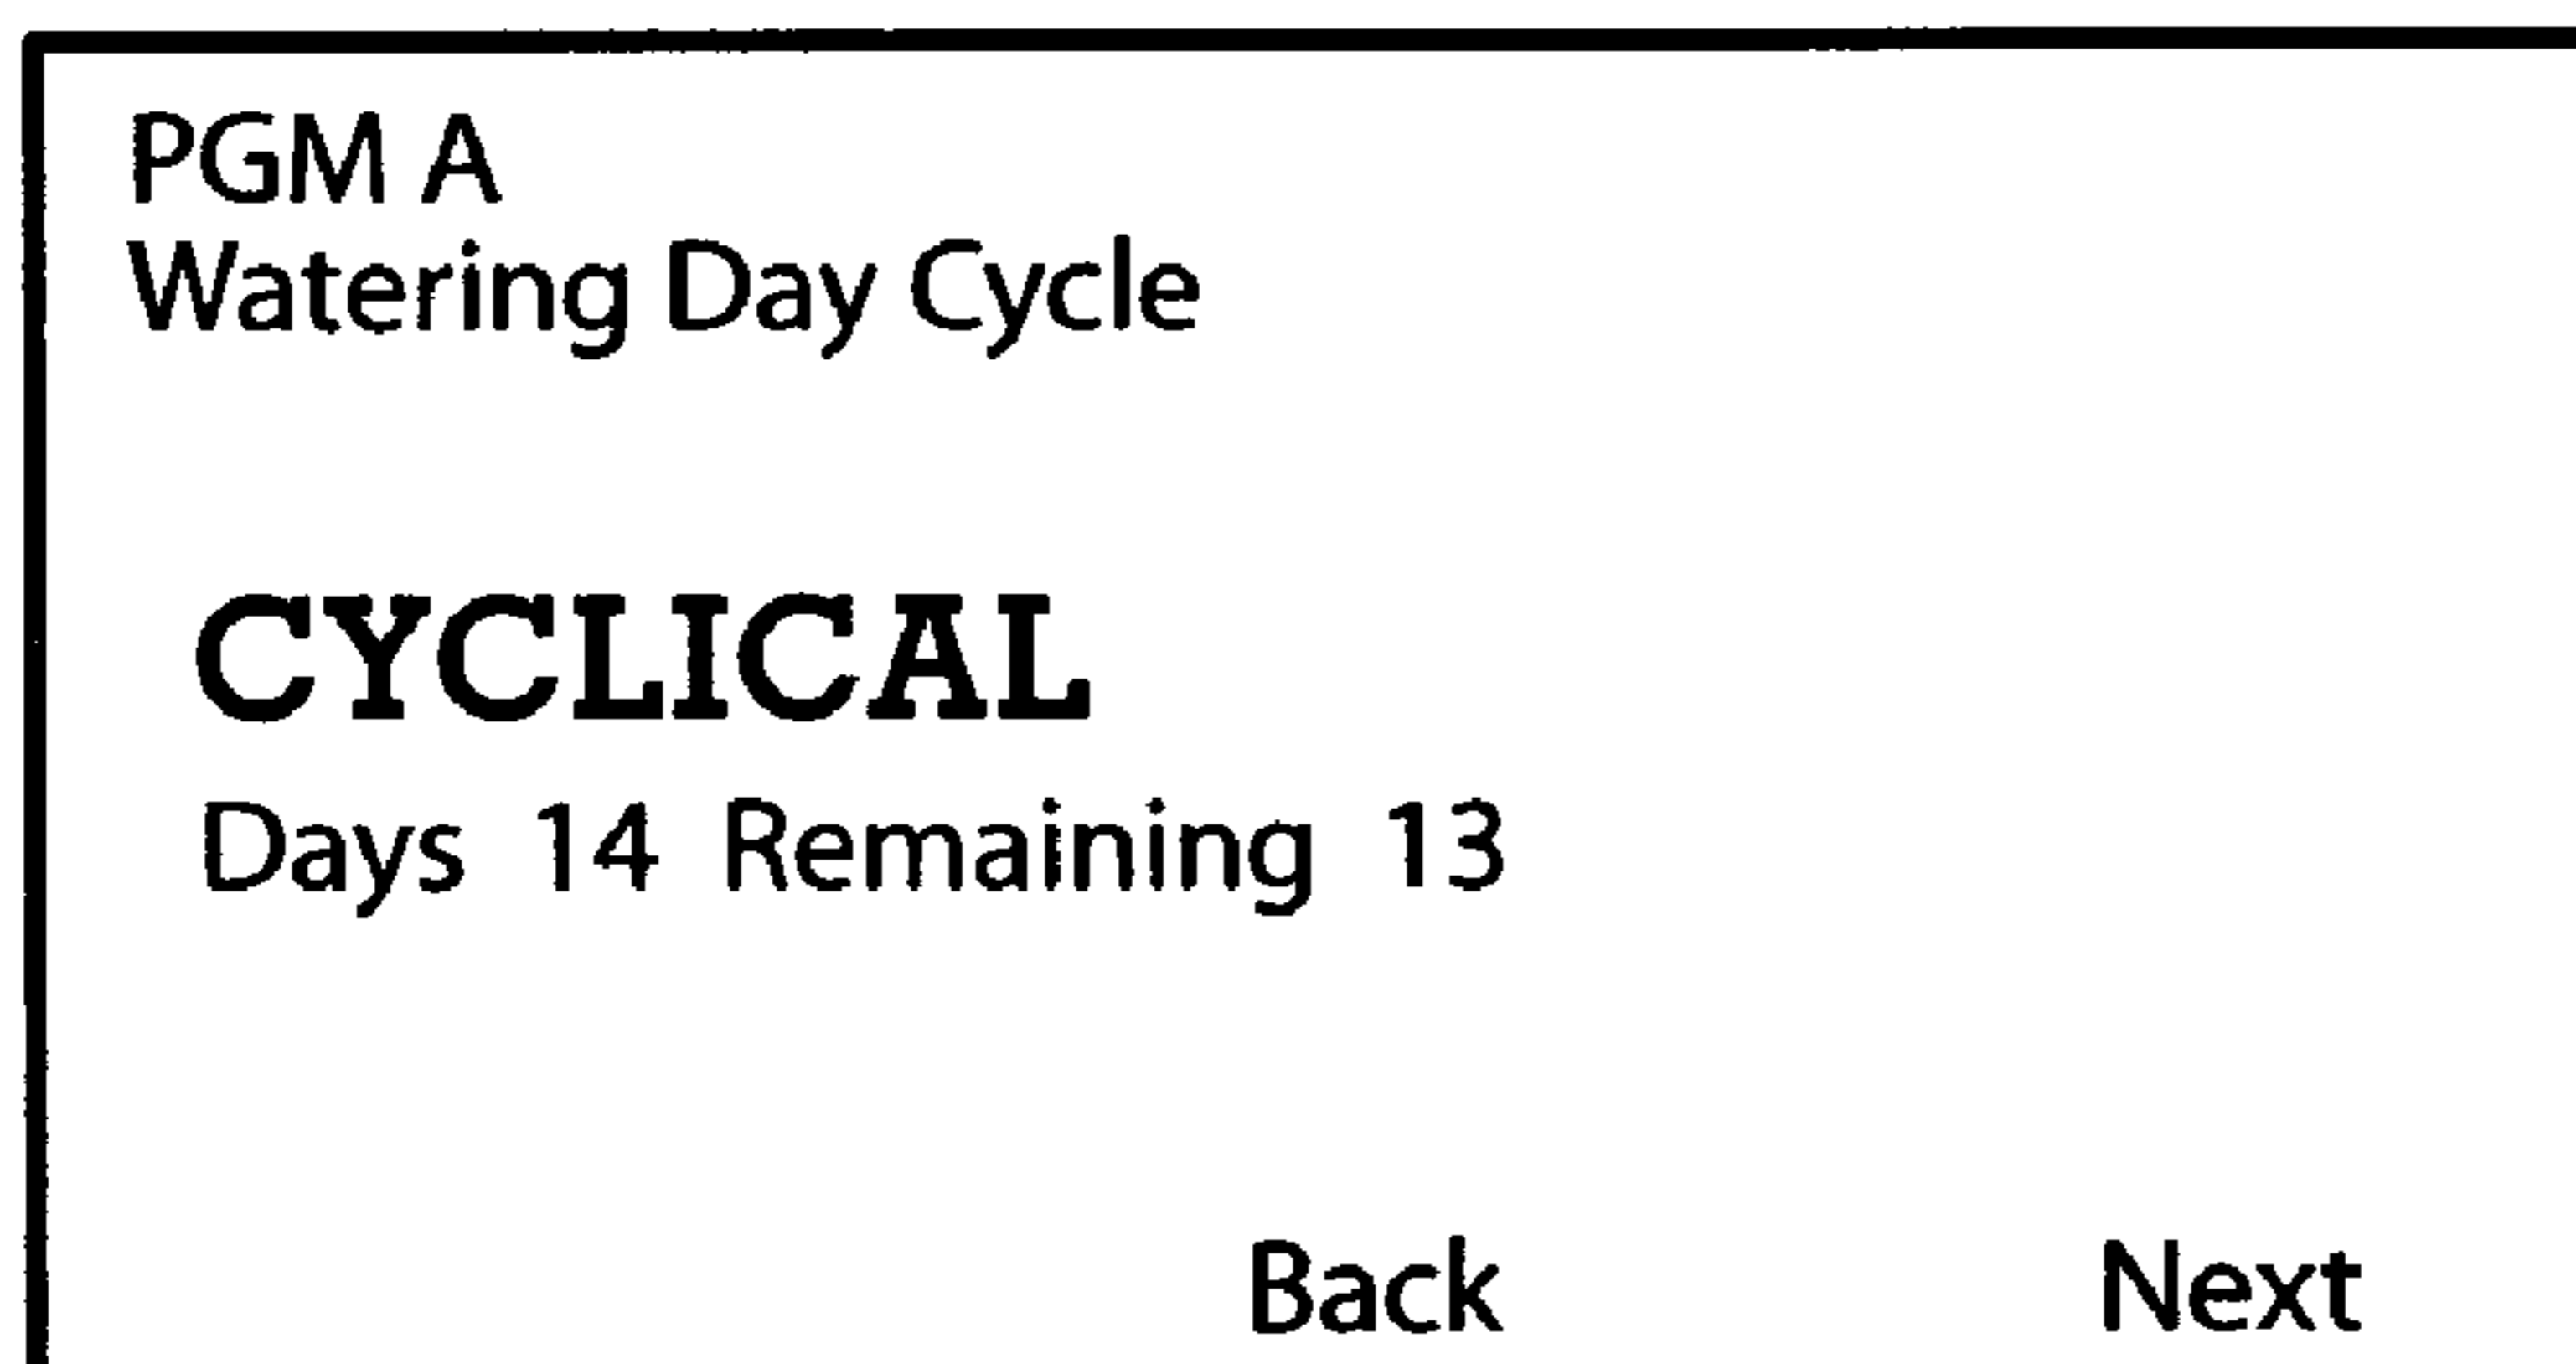 PGM A
Watering Day Cycle
CYCLICAL
Days 14 Remaining 13
Back Next